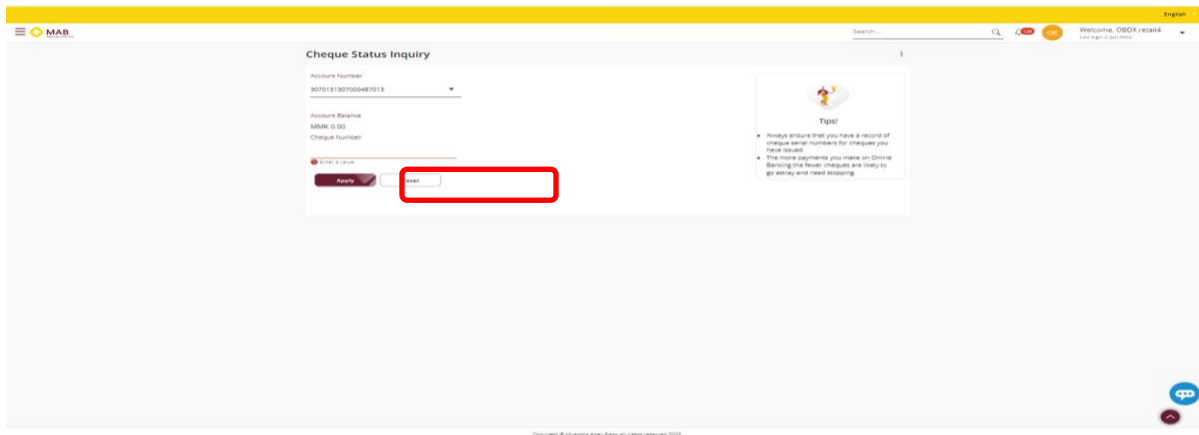 English
MAB
Search ...
OR
Welcome, OBDX retail4
Cheque Status Inquiry
Account Number
3070131307000487013
Account Balance
MMK 0.00
Cheque Number
Enter a value
Apply
Tips!
Always ensure that you have a record of
cheque serial numbers for cheques you
have issued.
The more payments you make on Online
Banking the fewer cheques are likely to
go astray and need stopping.